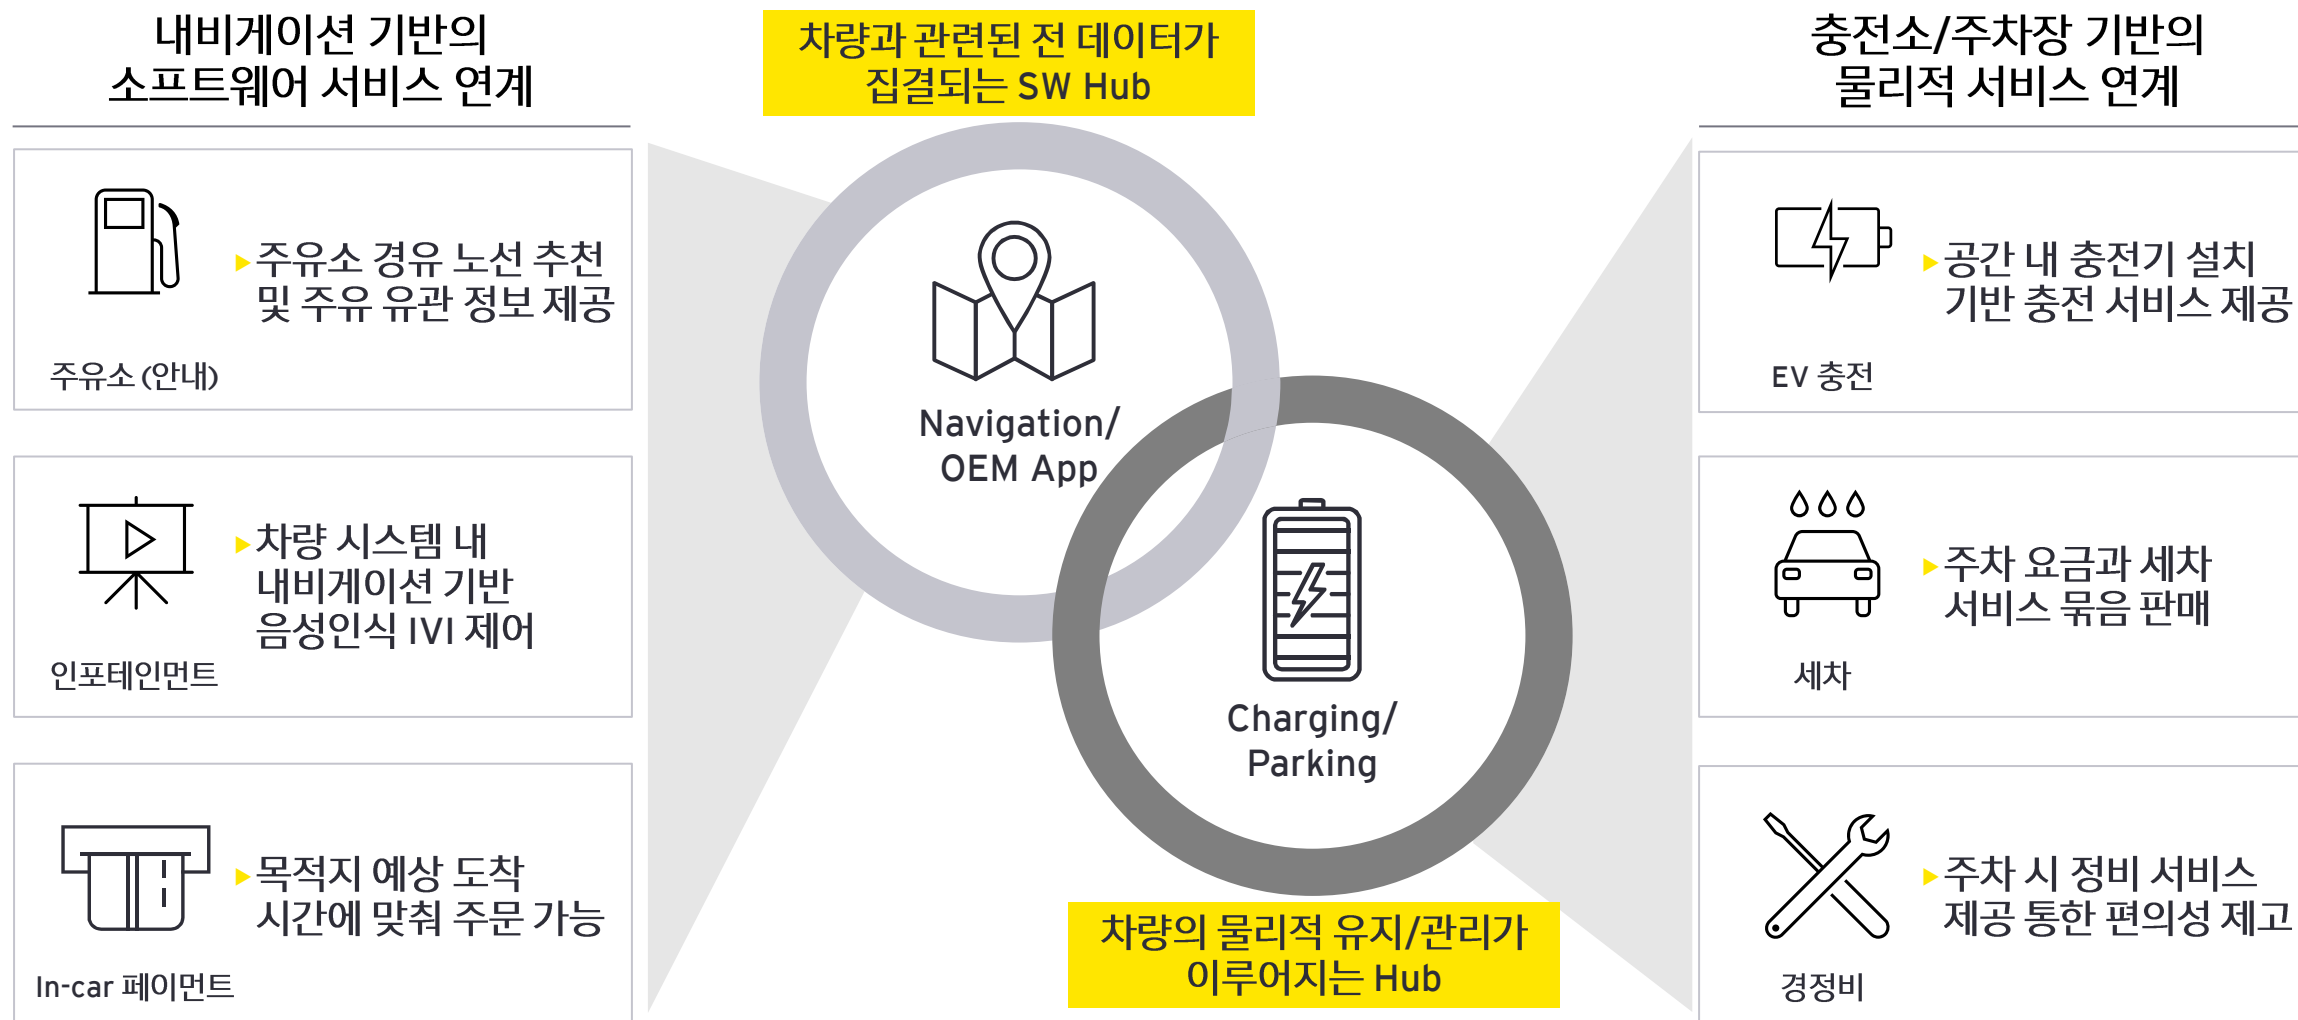 내비게이션 기반의
소프트웨어 서비스 연계
주유소 경유 노선 추천
및 주유 유관 정보 제공
주유소 (안내)
차량 시스템 내
내비게이션 기반
음성인식 IVI 제어
인포테인먼트
목적지 예상 도착
시간에 맞춰 주문 가능
In-car 페이먼트
차량과 관련된 전 데이터가
집결되는 SW Hub
Navigation/
OEM App
Charging/
Parking
차량의 물리적 유지/관리가
이루어지는 Hub
충전소/주차장 기반의
물리적 서비스 연계
공간 내 충전기 설치
기반 충전 서비스 제공
EV 충전
주차 요금과 세차
서비스 묶음 판매
세차
주차 시 정비 서비스
제공 통한 편의성 제고
경정비